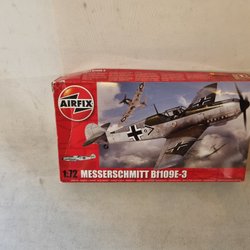 AIRFIX
1:72 MESSERSCHMITT Bf109E-3